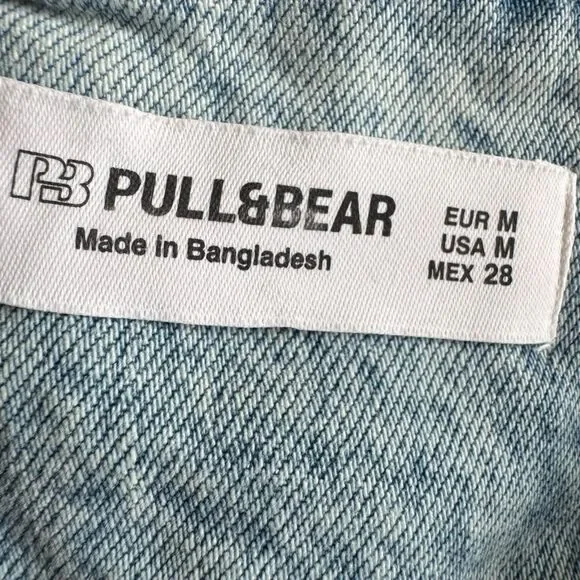 PB PULL&BEAR
Made in Bangladesh
EUR M
USA M
MEX 28